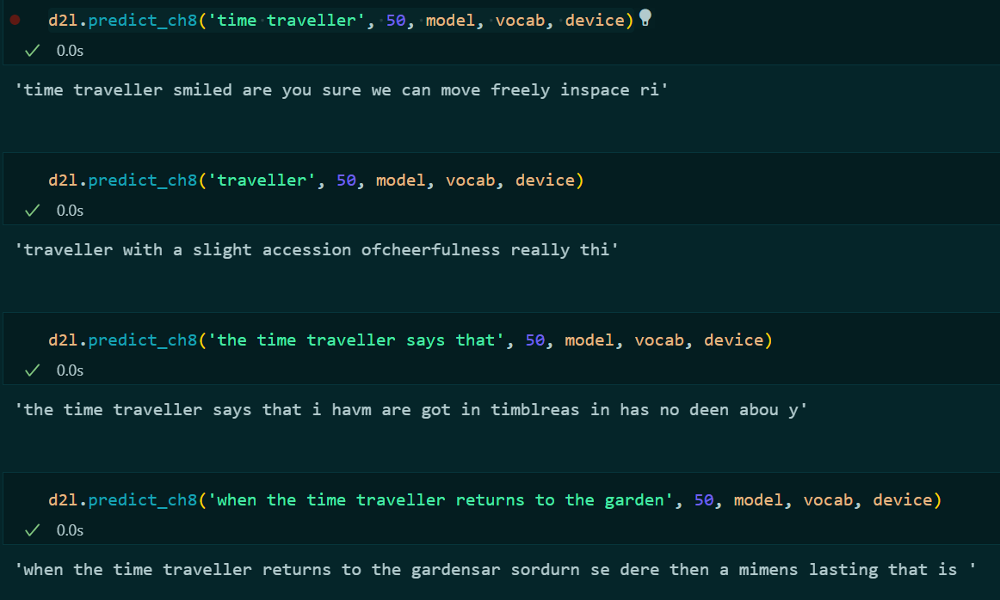 d2l.predict_ch8('time traveller', 50, model, vocab, device)
0.0s
'time traveller smiled are you sure we can move freely inspace ri'
d2l.predict_ch8('traveller', 50, model, vocab, device)
0.0s
'traveller with a slight accession ofcheerfulness really thi'
d2l.predict_ch8('the time traveller says that', 50, model, vocab, device)
0.0s
'the time traveller says that i havm are got in timblreas in has no deen abou y'
d2l.predict_ch8('when the time traveller returns to the garden', 50, model, vocab, device)
0.0s
'when the time traveller returns to the gardensar sordurn se dere then a mimens lasting that is '